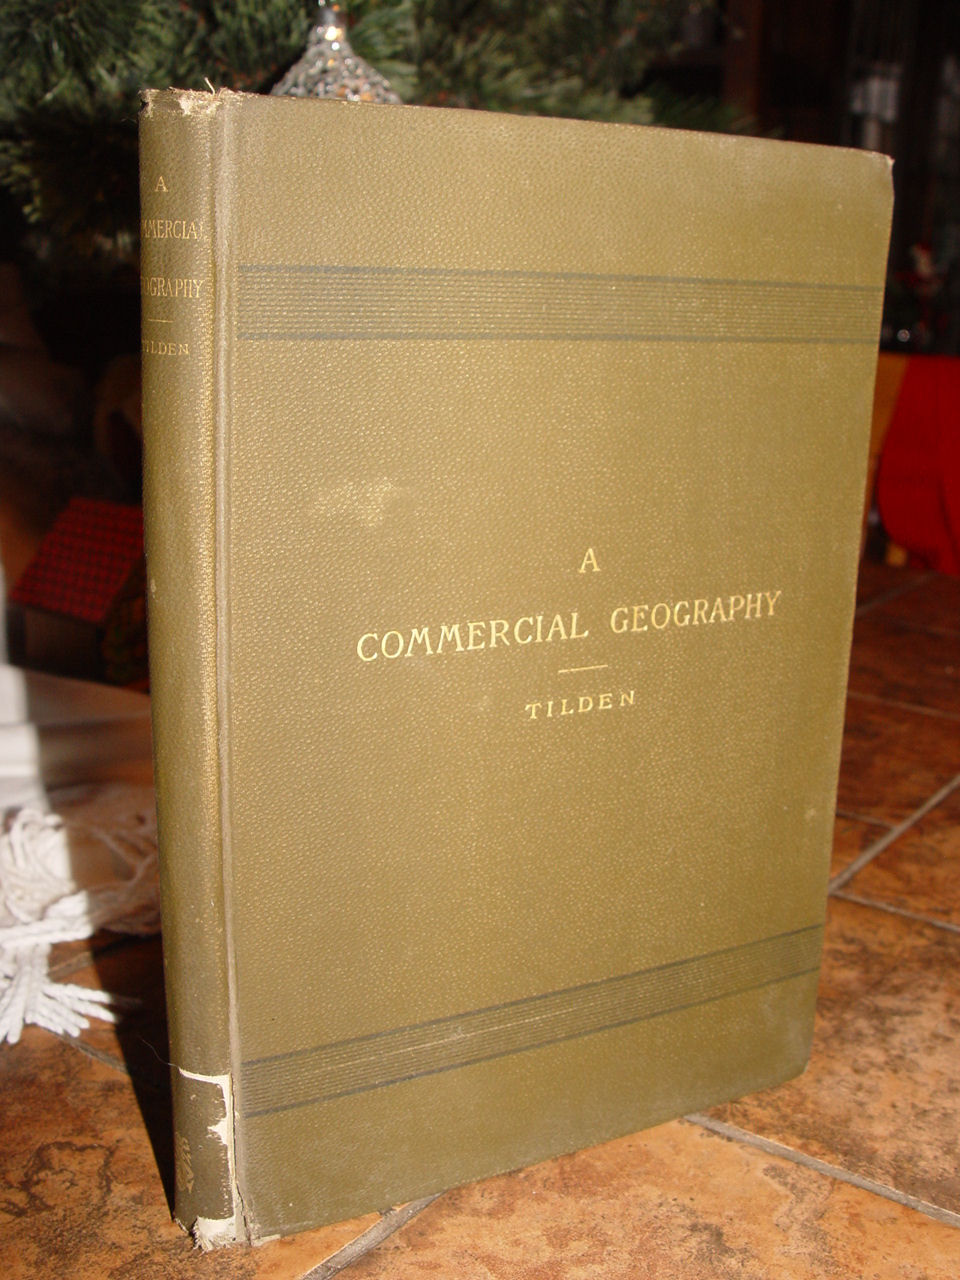 A
COMMERCIAL
GEOGRAPHY
TILDEN
A
COMMERCIAL GEOGRAPHY
TILDEN